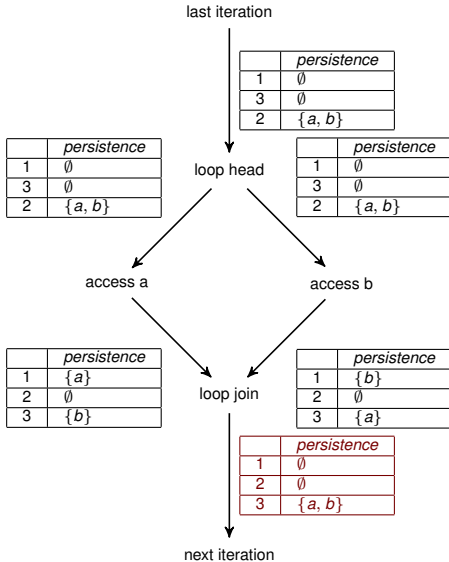 last iteration
persistence
1 ∅
3 ∅
2 {a, b}
persistence
1 ∅
3 ∅
2 {a, b}
loop head
persistence
1 ∅
3 ∅
2 {a, b}
access a
access b
persistence
1 {a}
2 ∅
3 {b}
loop join
persistence
1 {b}
2 ∅
3 {a}
persistence
1 ∅
2 ∅
3 {a, b}
next iteration